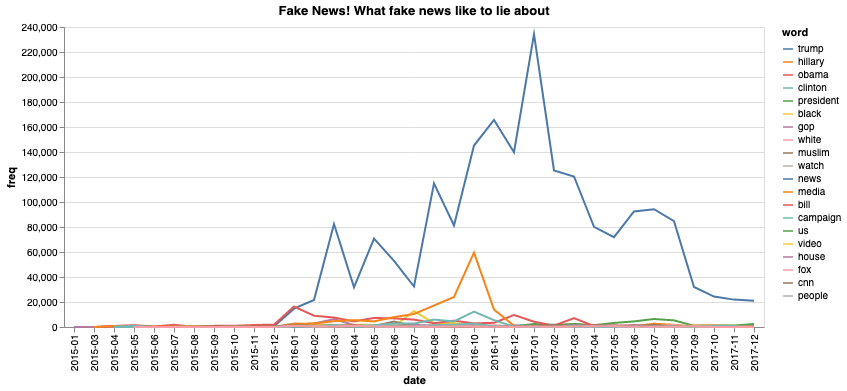 Fake News! What fake news like to lie about
240,000
220,000
200,000
180,000
160,000
140,000
120,000
100,000
80,000
60,000
40,000
20,000
0
freq
2015-01
2015-03
2015-04
2015-05
2015-06
2015-07
2015-08
2015-09
2015-10
2015-11
2015-12
2016-01
2016-02
2016-03
2016-04
2016-05
2016-06
2016-07
2016-08
2016-09
2016-10
2016-11
2016-12
2017-01
2017-02
2017-03
2017-04
2017-05
2017-06
2017-07
2017-08
2017-09
2017-10
2017-11
2017-12
date
word
trump
hillary
obama
clinton
president
black
gop
white
muslim
watch
news
media
bill
campaign
us
video
house
fox
cnn
people